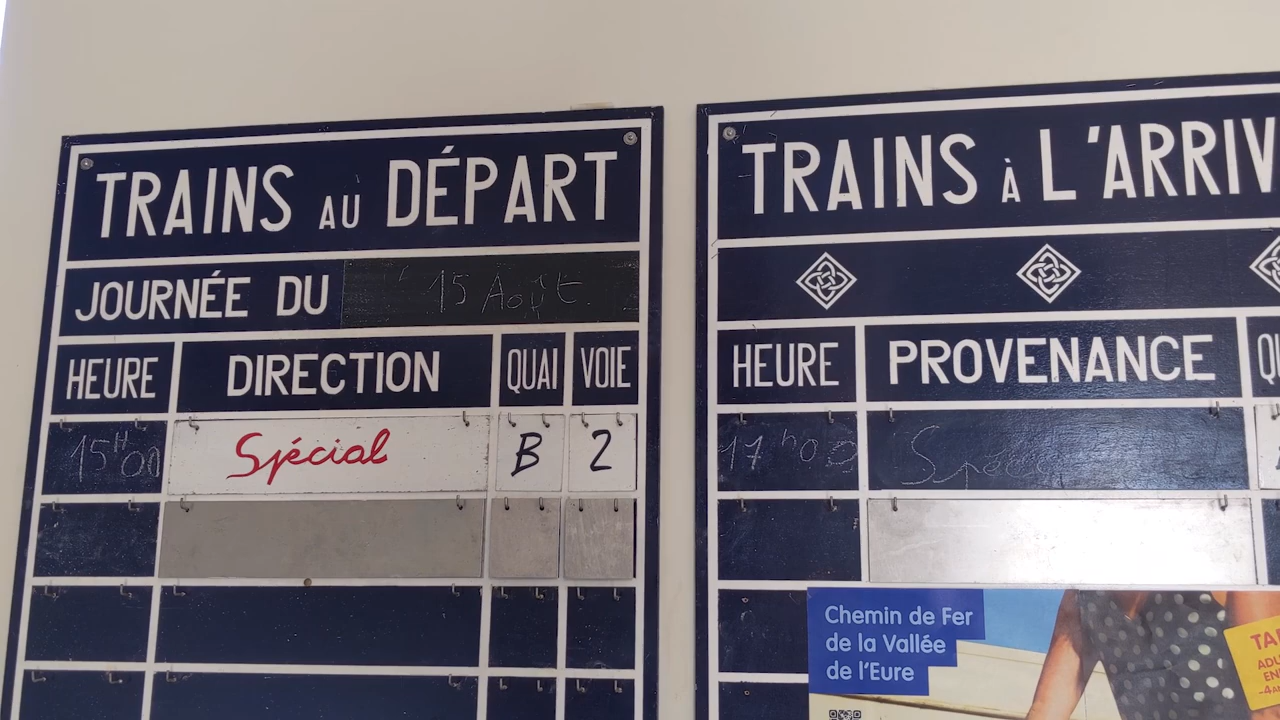 TRAINS AU DÉPART
JOURNÉE DU 15 Août
HEURE DIRECTION QUAI VOIE
15H00 Spécial B 2
TRAINS À L'ARRIV
HEURE PROVENANCE
17h00 Spécial
Chemin de Fer
de la Vallée
de l'Eure